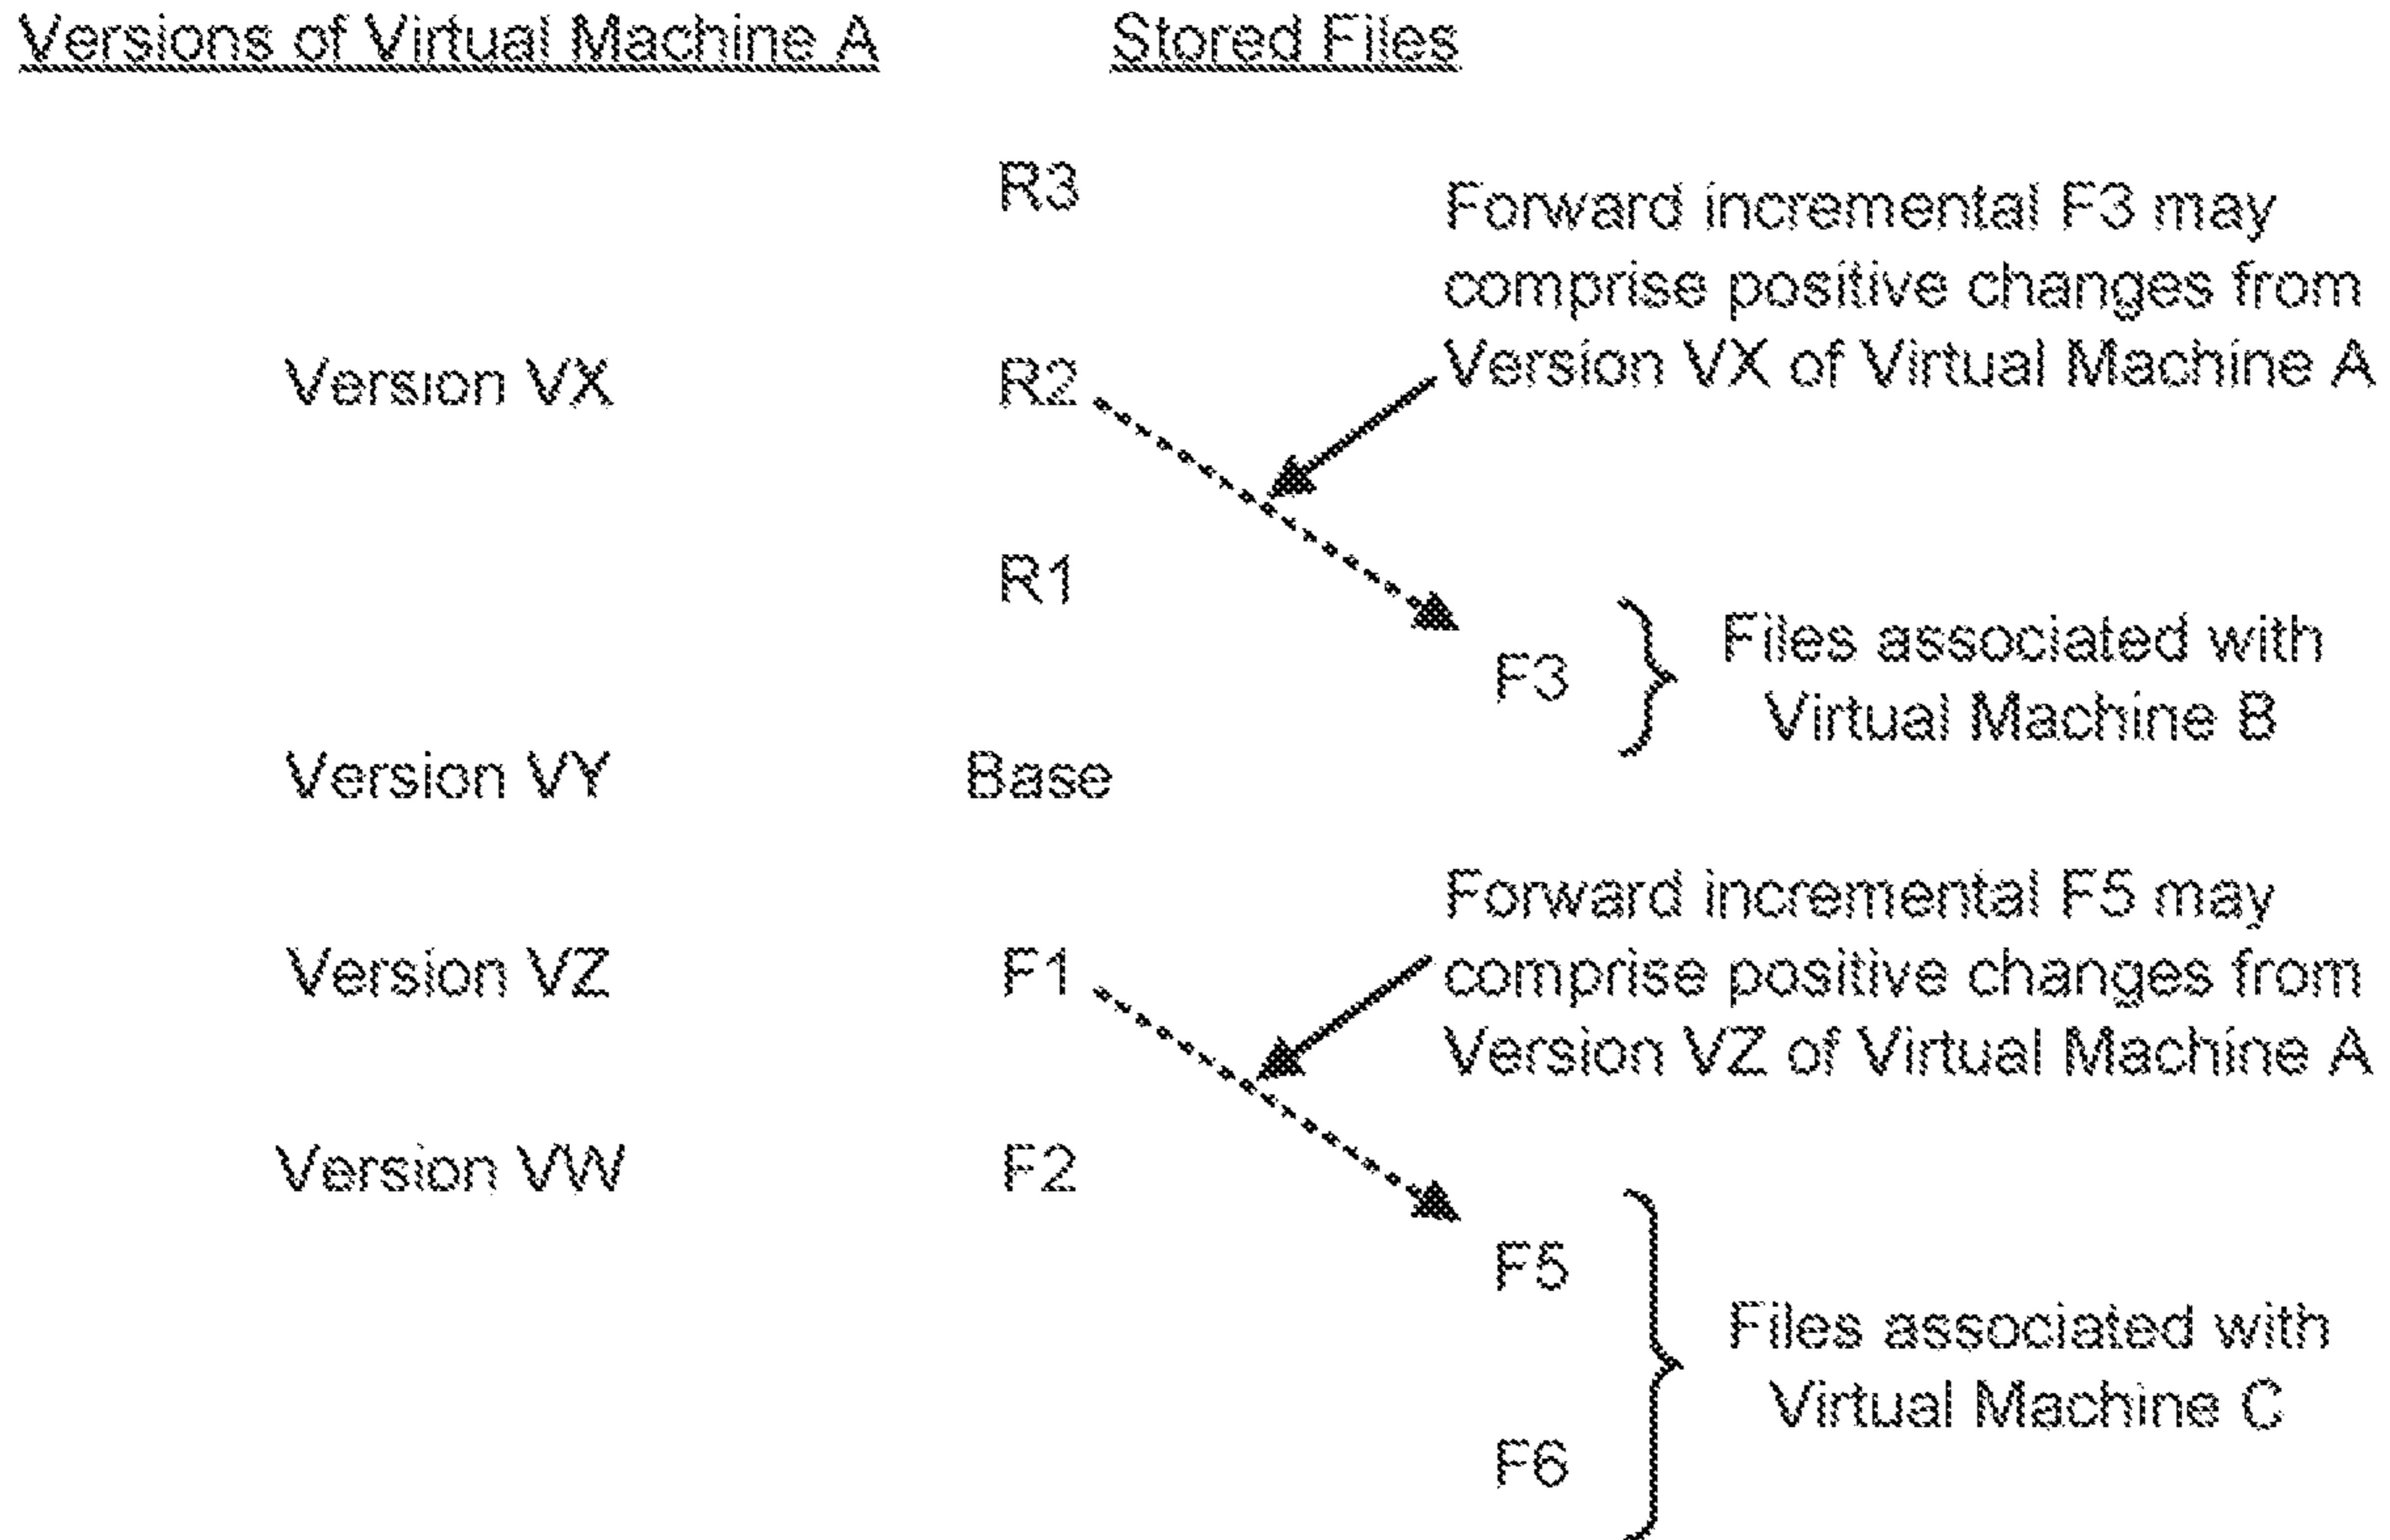 Versions of Virtual Machine A
Stored Files
R3
Forward incremental F3 may
comprise positive changes from
Version VX of Virtual Machine A
Version VX
R2
R1
F3
Files associated with
Virtual Machine B
Version VY
Base
Forward incremental F5 may
comprise positive changes from
Version VZ of Virtual Machine A
Version VZ
F1
Version VW
F2
F5
Files associated with
Virtual Machine C
F6